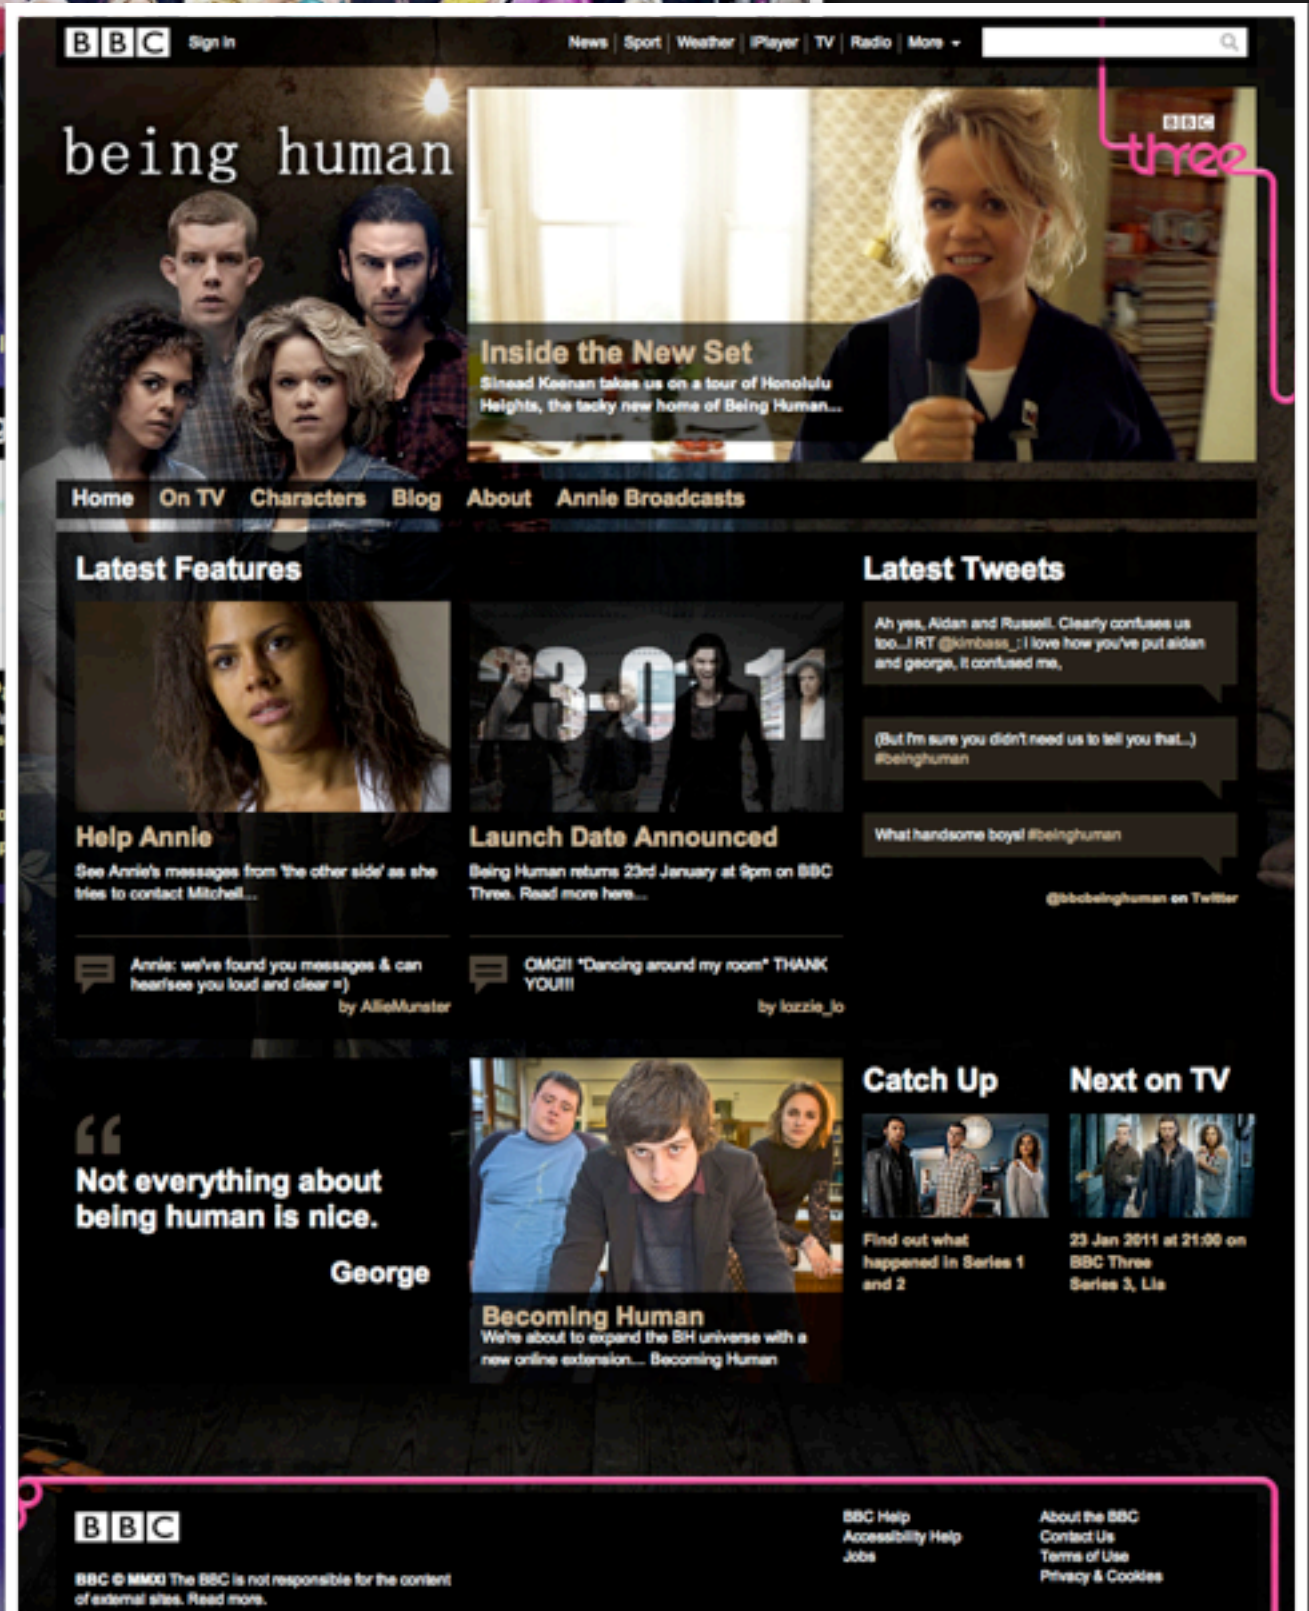 BBC Sign in News Sport Weather iPlayer TV Radio More
being human
BBC
three
Inside the New Set
Sinead Keenan takes us on a tour of Honolulu
Heights, the tacky new home of Being Human...
Home On TV Characters Blog About Annie Broadcasts
Latest Features
23-0 11
Help Annie
See Annie's messages from 'the other side' as she
tries to contact Mitchell...
Annie: we've found you messages & can
hear/see you loud and clear =)
by AllieMunster
Launch Date Announced
Being Human returns 23rd January at 9pm on BBC
Three. Read more here...
OMG!! *Dancing around my room* THANK
YOU!!!
by lozzie_lo
Latest Tweets
Ah yes, Aidan and Russell. Clearly confuses us
too...! RT @kimbass_: i love how you've put aidan
and george, it confused me,
(But I'm sure you didn't need us to tell you that...)
#beinghuman
What handsome boys! #beinghuman
@bbcbeinghuman on Twitter
“
Not everything about
being human is nice.
George
Becoming Human
We're about to expand the BH universe with a
new online extension... Becoming Human
Catch Up
Find out what
happened in Series 1
and 2
Next on TV
23 Jan 2011 at 21:00 on
BBC Three
Series 3, Lia
BBC
BBC © MMXI The BBC is not responsible for the content
of external sites. Read more.
BBC Help
Accessibility Help
Jobs
About the BBC
Contact Us
Terms of Use
Privacy & Cookies